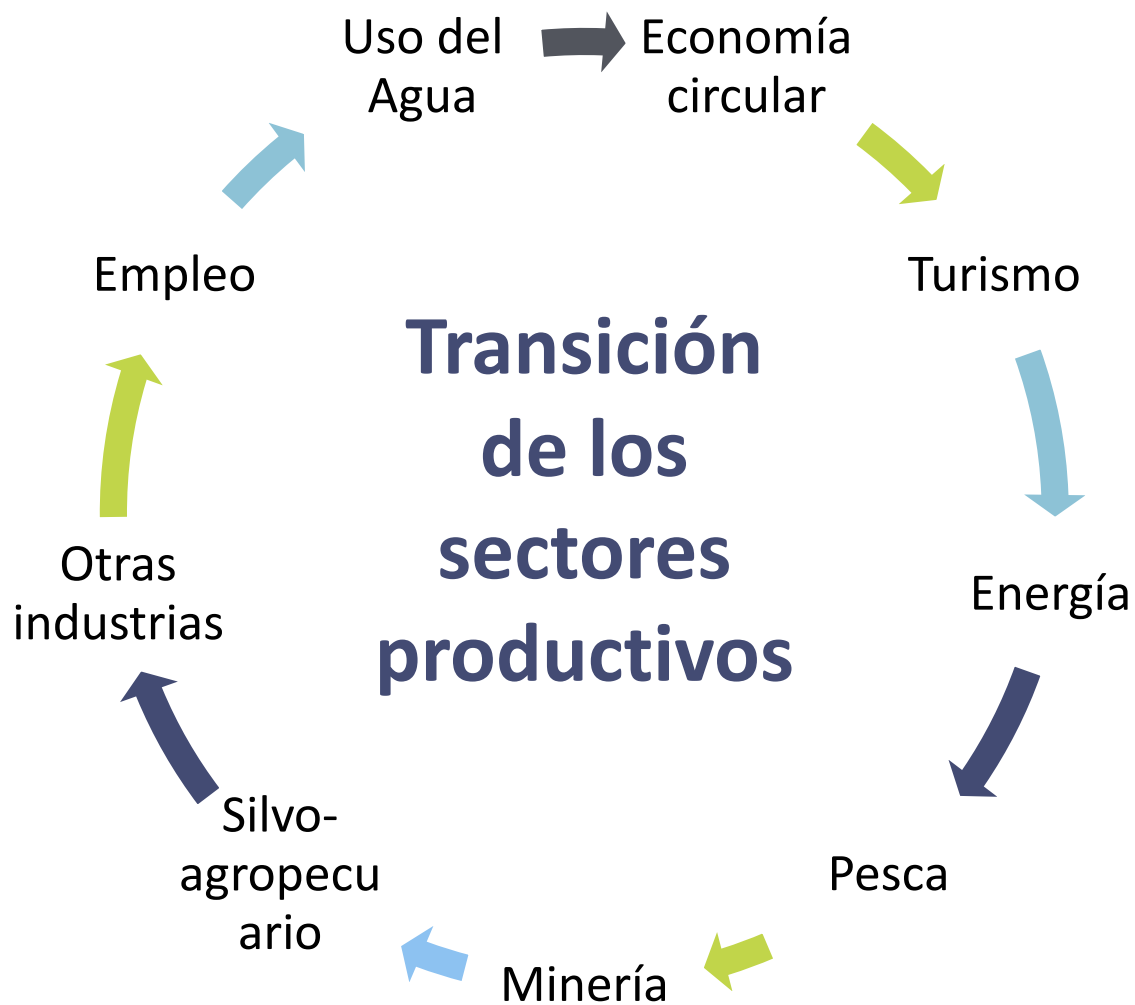 Uso del
Agua
Economía
circular
Turismo
Energía
Pesca
Minería
Silvo-
agropecu
ario
Otras
industrias
Empleo
Transición
de los
sectores
productivos